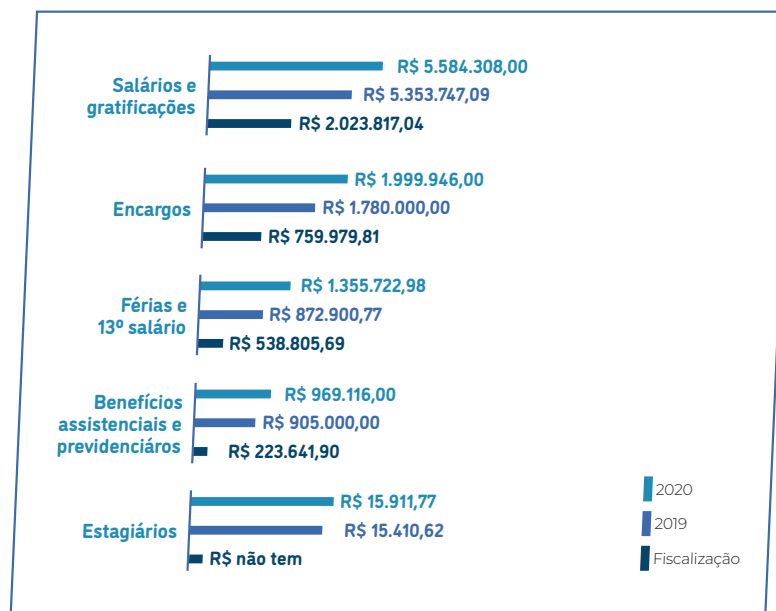 Salários e
gratificações
R$ 5.584.308,00
R$ 5.353.747,09
R$ 2.023.817,04
Encargos
R$ 1.999.946,00
R$ 1.780.000,00
R$ 759.979,81
Férias e
13º salário
R$ 1.355.722,98
R$ 872.900,77
R$ 538.805,69
Benefícios
assistenciais e
previdenciáros
R$ 969.116,00
R$ 905.000,00
R$ 223.641,90
Estagiários
R$ 15.911,77
R$ 15.410,62
R$ não tem
2020
2019
Fiscalização